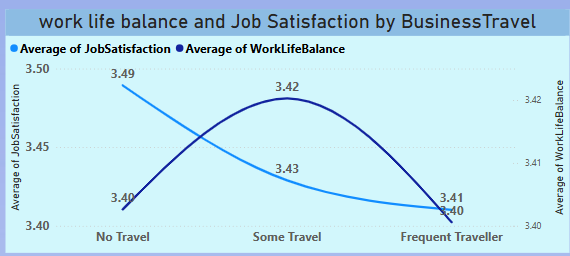 work life balance and Job Satisfaction by BusinessTravel
Average of JobSatisfaction Average of WorkLifeBalance
3.50
3.45
3.40
Average of JobSatisfaction
3.49
3.43
3.41
3.40
3.42
3.40
3.42
3.41
3.40
Average of WorkLifeBalance
No Travel Some Travel Frequent Traveller